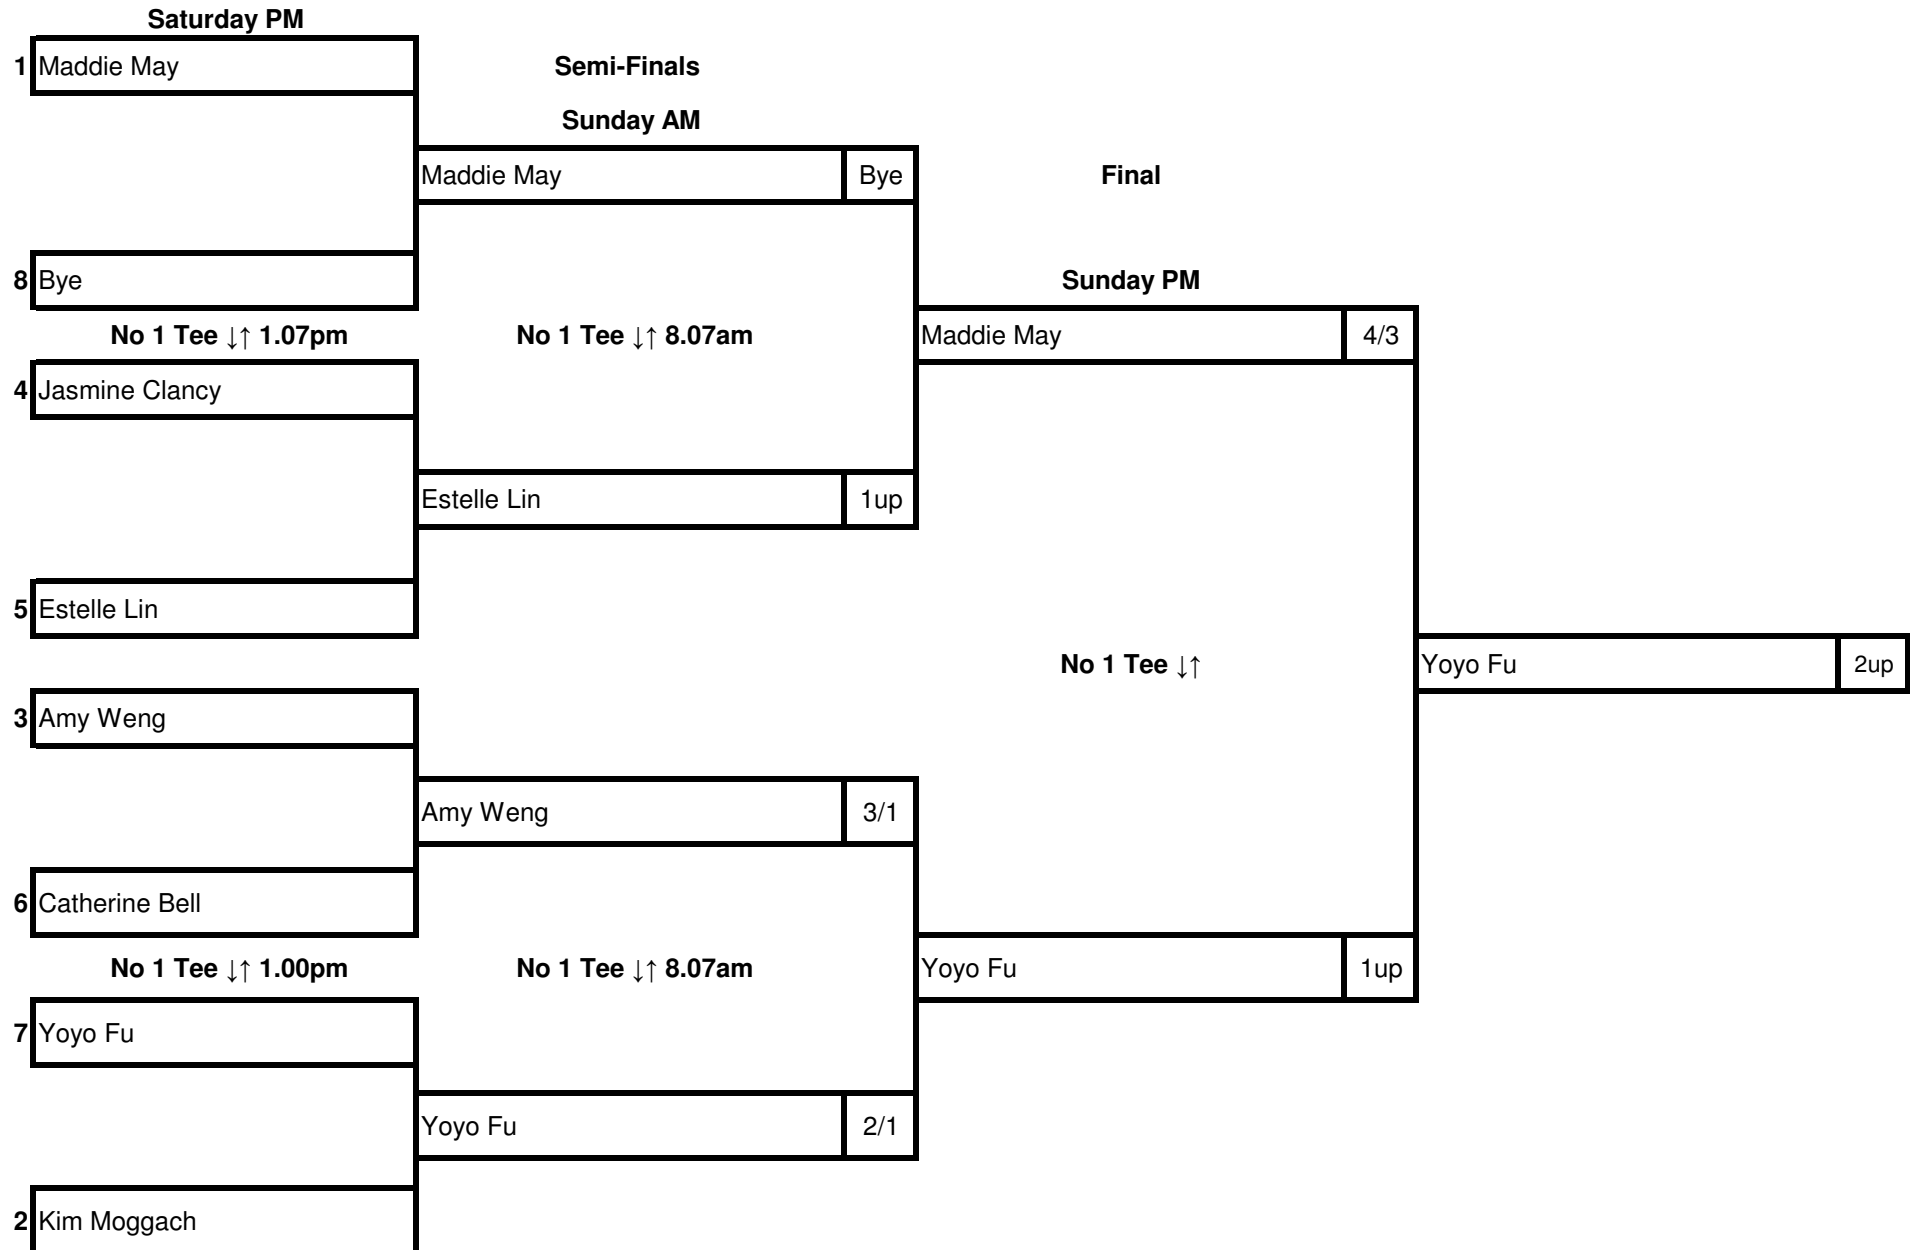 Saturday PM
1 Maddie May
Semi-Finals
Sunday AM
Maddie May Bye
Final
8 Bye
Sunday PM
No 1 Tee ↓↑ 1.07pm
No 1 Tee ↓↑ 8.07am
Maddie May 4/3
4 Jasmine Clancy
Estelle Lin 1up
5 Estelle Lin
No 1 Tee ↓↑
Yoyo Fu 2up
3 Amy Weng
Amy Weng 3/1
6 Catherine Bell
No 1 Tee ↓↑ 1.00pm
No 1 Tee ↓↑ 8.07am
Yoyo Fu 1up
7 Yoyo Fu
Yoyo Fu 2/1
2 Kim Moggach